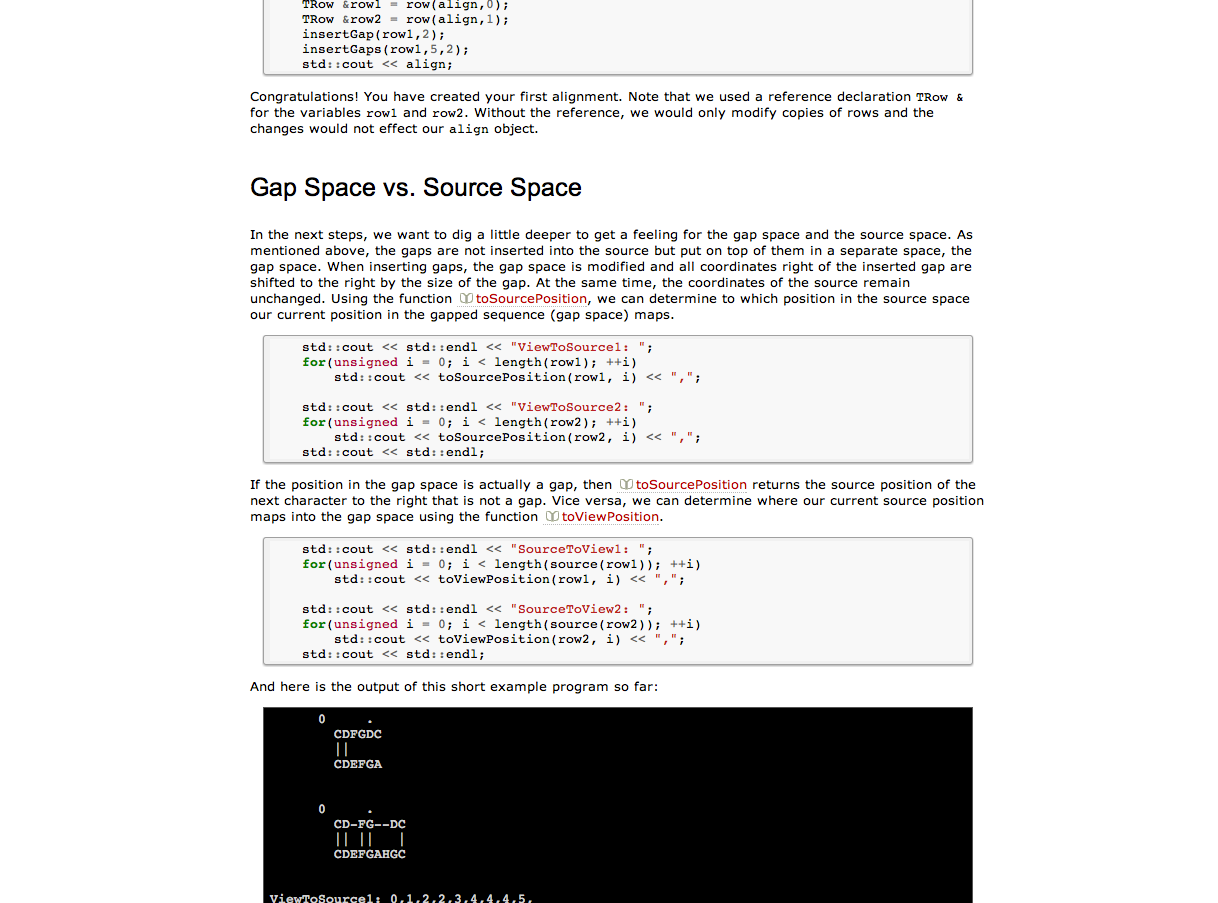 TRow &row1 = row(align,0);
TRow &row2 = row(align,1);
insertGap(row1,2);
insertGaps(row1,5,2);
std::cout << align;
Congratulations! You have created your first alignment. Note that we used a reference declaration TRow &
for the variables row1 and row2. Without the reference, we would only modify copies of rows and the
changes would not effect our align object.
Gap Space vs. Source Space
In the next steps, we want to dig a little deeper to get a feeling for the gap space and the source space. As
mentioned above, the gaps are not inserted into the source but put on top of them in a separate space, the
gap space. When inserting gaps, the gap space is modified and all coordinates right of the inserted gap are
shifted to the right by the size of the gap. At the same time, the coordinates of the source remain
unchanged. Using the function toSourcePosition, we can determine to which position in the source space
our current position in the gapped sequence (gap space) maps.
std::cout << std::endl << "ViewToSource1: ";
for(unsigned i = 0; i < length(row1); ++i)
std::cout << toSourcePosition(row1, i) << ",";
std::cout << std::endl << "ViewToSource2: ";
for(unsigned i = 0; i < length(row2); ++i)
std::cout << toSourcePosition(row2, i) << ",";
std::cout << std::endl;
If the position in the gap space is actually a gap, then toSourcePosition returns the source position of the
next character to the right that is not a gap. Vice versa, we can determine where our current source position
maps into the gap space using the function toViewPosition.
std::cout << std::endl << "SourceToView1: ";
for(unsigned i = 0; i < length(source(row1)); ++i)
std::cout << toViewPosition(row1, i) << ",";
std::cout << std::endl << "SourceToView2: ";
for(unsigned i = 0; i < length(source(row2)); ++i)
std::cout << toViewPosition(row2, i) << ",";
std::cout << std::endl;
And here is the output of this short example program so far:
0 .
CDFGDC
||
CDEFGA
0 .
CD-FG--DC
|| || |
CDEFGAHGC
ViewToSource1: 0,1,2,2,3,4,4,4,5,